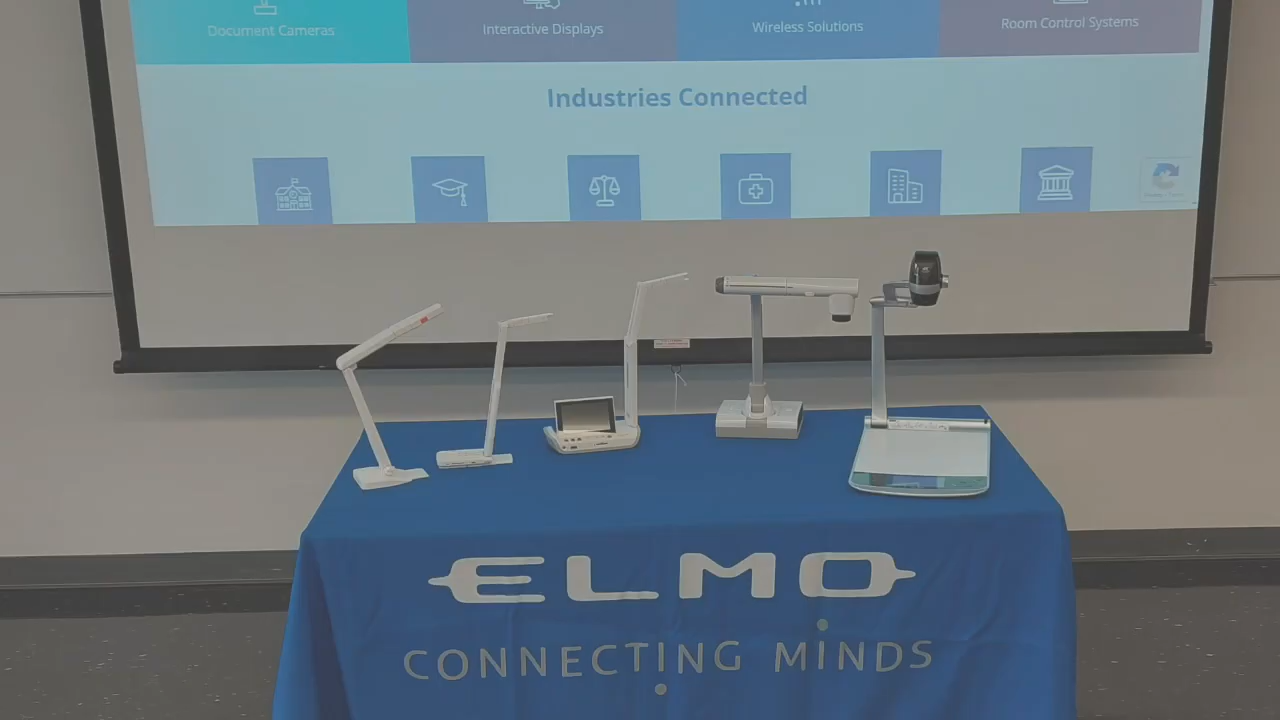 Document Cameras
Interactive Displays
Wireless Solutions
Room Control Systems
Industries Connected
ELMO
CONNECTING MINDS